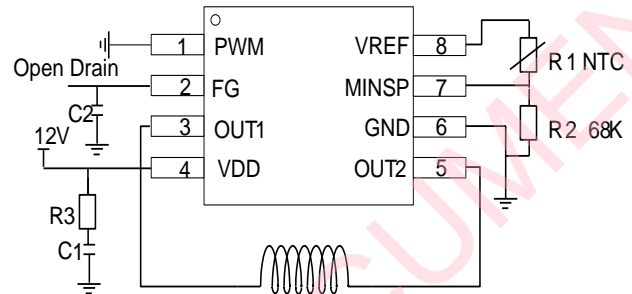 1 PWM VREF 8
Open Drain
R1 NTC
2 FG MINSP 7
C2
3 OUT1 GND 6
R2 68K
12V
4 VDD OUT2 5
R3
C1